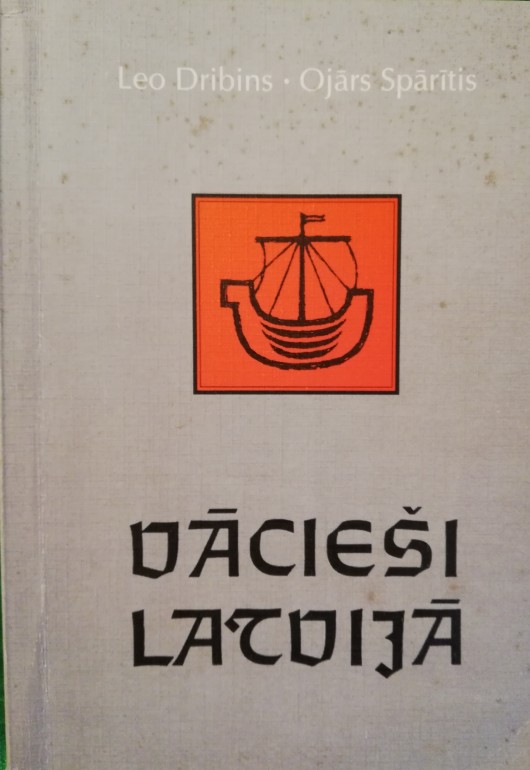 Leo Dribins · Ojārs Spārītis
VĀCIEŠI
LATVIJĀ